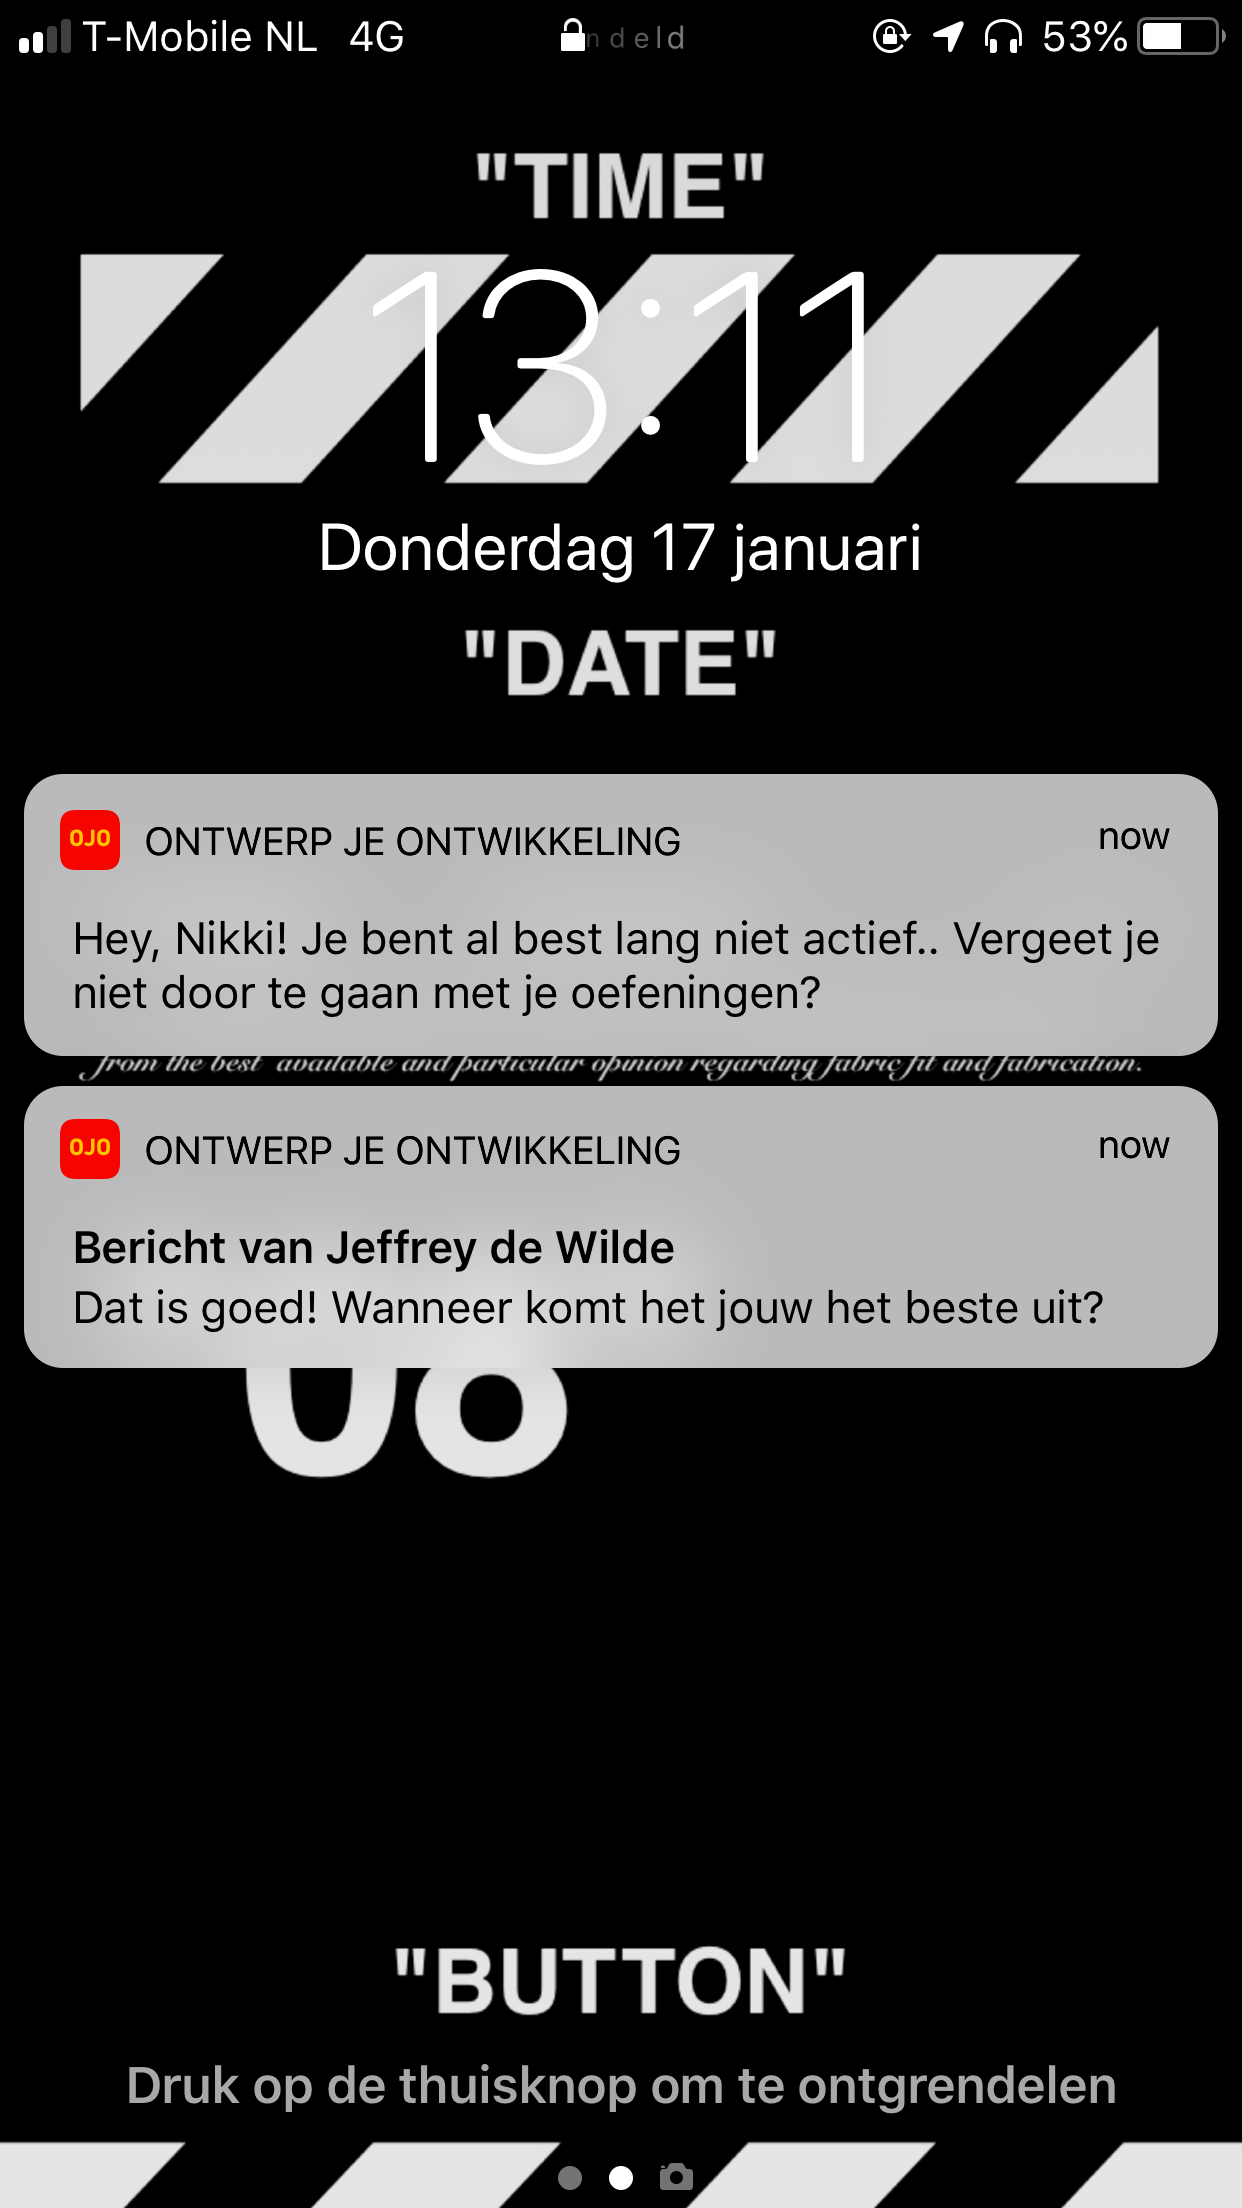 T-Mobile NL 4G ndeld 53%
"TIME"
13:11
Donderdag 17 januari
"DATE"
OJO ONTWERP JE ONTWIKKELING now
Hey, Nikki! Je bent al best lang niet actief.. Vergeet je
niet door te gaan met je oefeningen?
from the best available and particular opinion regarding fabric fit and fabrication.
OJO ONTWERP JE ONTWIKKELING now
Bericht van Jeffrey de Wilde
Dat is goed! Wanneer komt het jouw het beste uit?
08
"BUTTON"
Druk op de thuisknop om te ontgrendelen